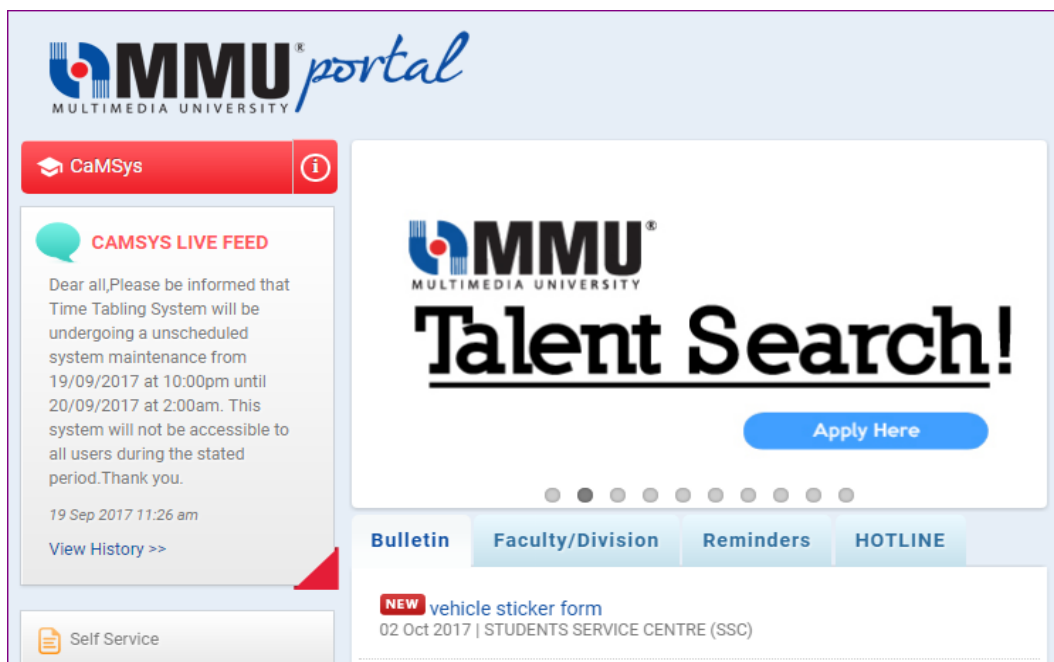 MMU® portal
MULTIMEDIA UNIVERSITY
CaMSys
i
CAMSYS LIVE FEED
Dear all,Please be informed that
Time Tabling System will be
undergoing a unscheduled
system maintenance from
19/09/2017 at 10:00pm until
20/09/2017 at 2:00am. This
system will not be accessible to
all users during the stated
period.Thank you.
19 Sep 2017 11:26 am
View History >>
Self Service
MMU®
MULTIMEDIA UNIVERSITY
Talent Search!
Apply Here
Bulletin Faculty/Division Reminders HOTLINE
NEW vehicle sticker form
02 Oct 2017 | STUDENTS SERVICE CENTRE (SSC)